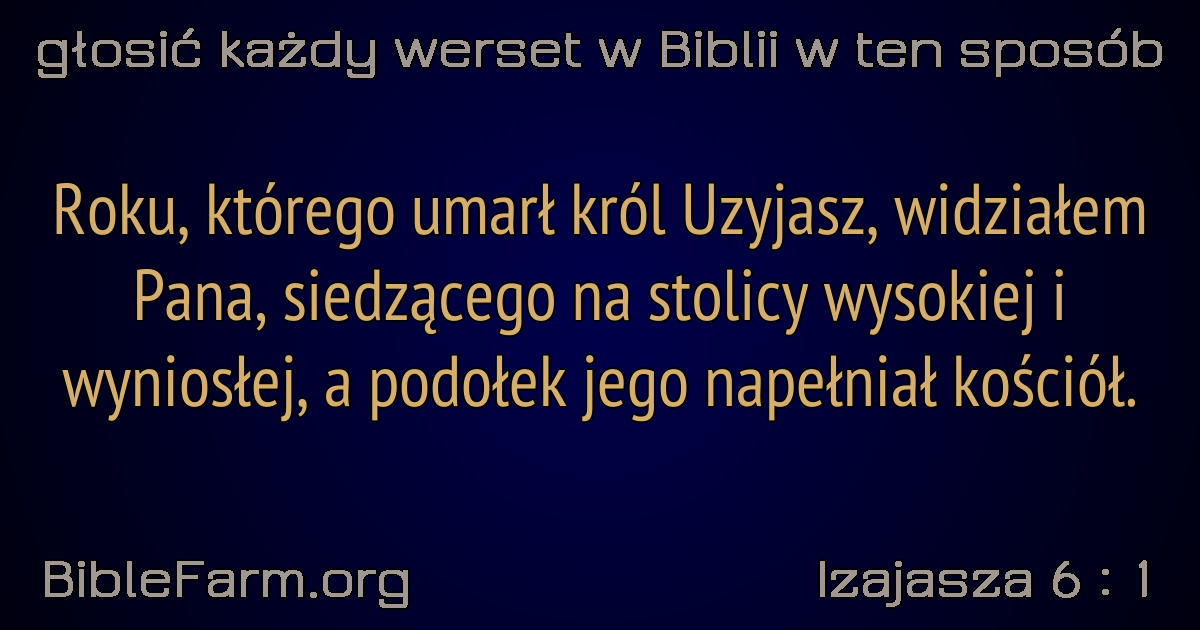 głosić każdy werset w Biblii w ten sposób
Roku, którego umarł król Uzyjasz, widziałem
Pana, siedzącego na stolicy wysokiej i
wyniosłej, a podołek jego napełniał kościół.
BibleFarm.org
Izajasza 6 : 1